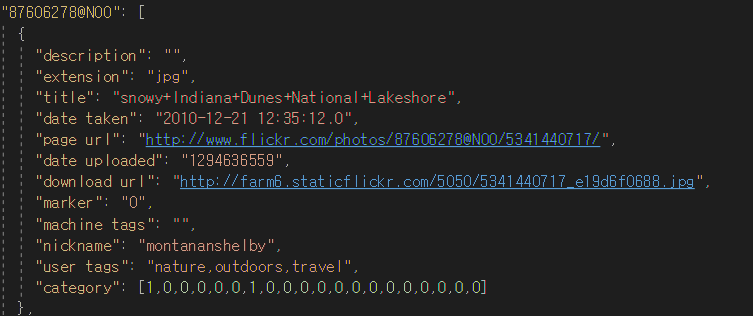 "87606278@N00": [
{
"description": "",
"extension": "jpg",
"title": "snowy+Indiana+Dunes+National+Lakeshore",
"date taken": "2010-12-21 12:35:12.0",
"page url": "http://www.flickr.com/photos/87606278@N00/5341440717/",
"date uploaded": "1294636559",
"download url": "http://farm6.staticflickr.com/5050/5341440717_e19d6f0688.jpg",
"marker": "0",
"machine tags": "",
"nickname": "montananshelby",
"user tags": "nature,outdoors,travel",
"category": [1,0,0,0,0,0,1,0,0,0,0,0,0,0,0,0,0,0,0,0]
},